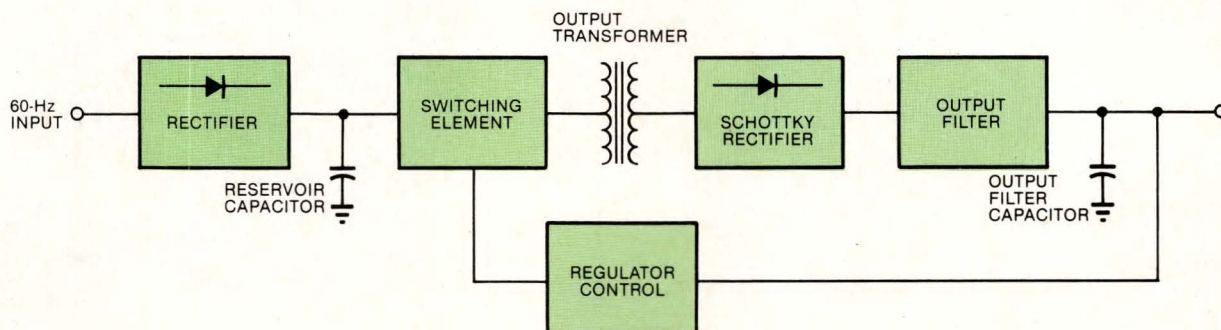 60-Hz
INPUT
RECTIFIER
RESERVOIR
CAPACITOR
SWITCHING
ELEMENT
OUTPUT
TRANSFORMER
SCHOTTKY
RECTIFIER
OUTPUT
FILTER
OUTPUT
FILTER
CAPACITOR
REGULATOR
CONTROL